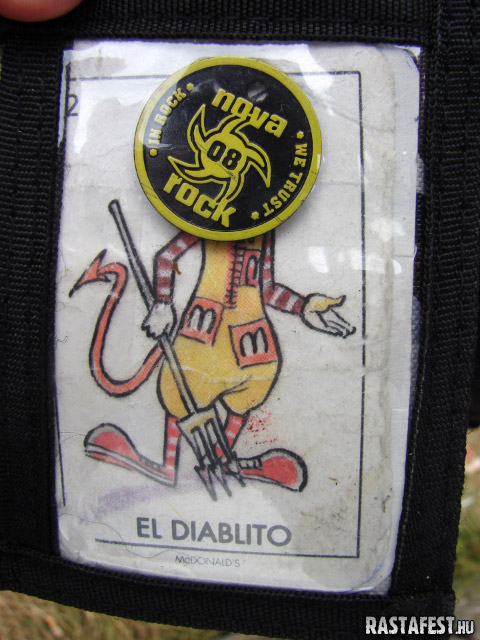 2
• IN ROCK •
nova
08
rock
WE TRUST •
m
m
EL DIABLITO
McDONALD'S
RASTAFEST.HU